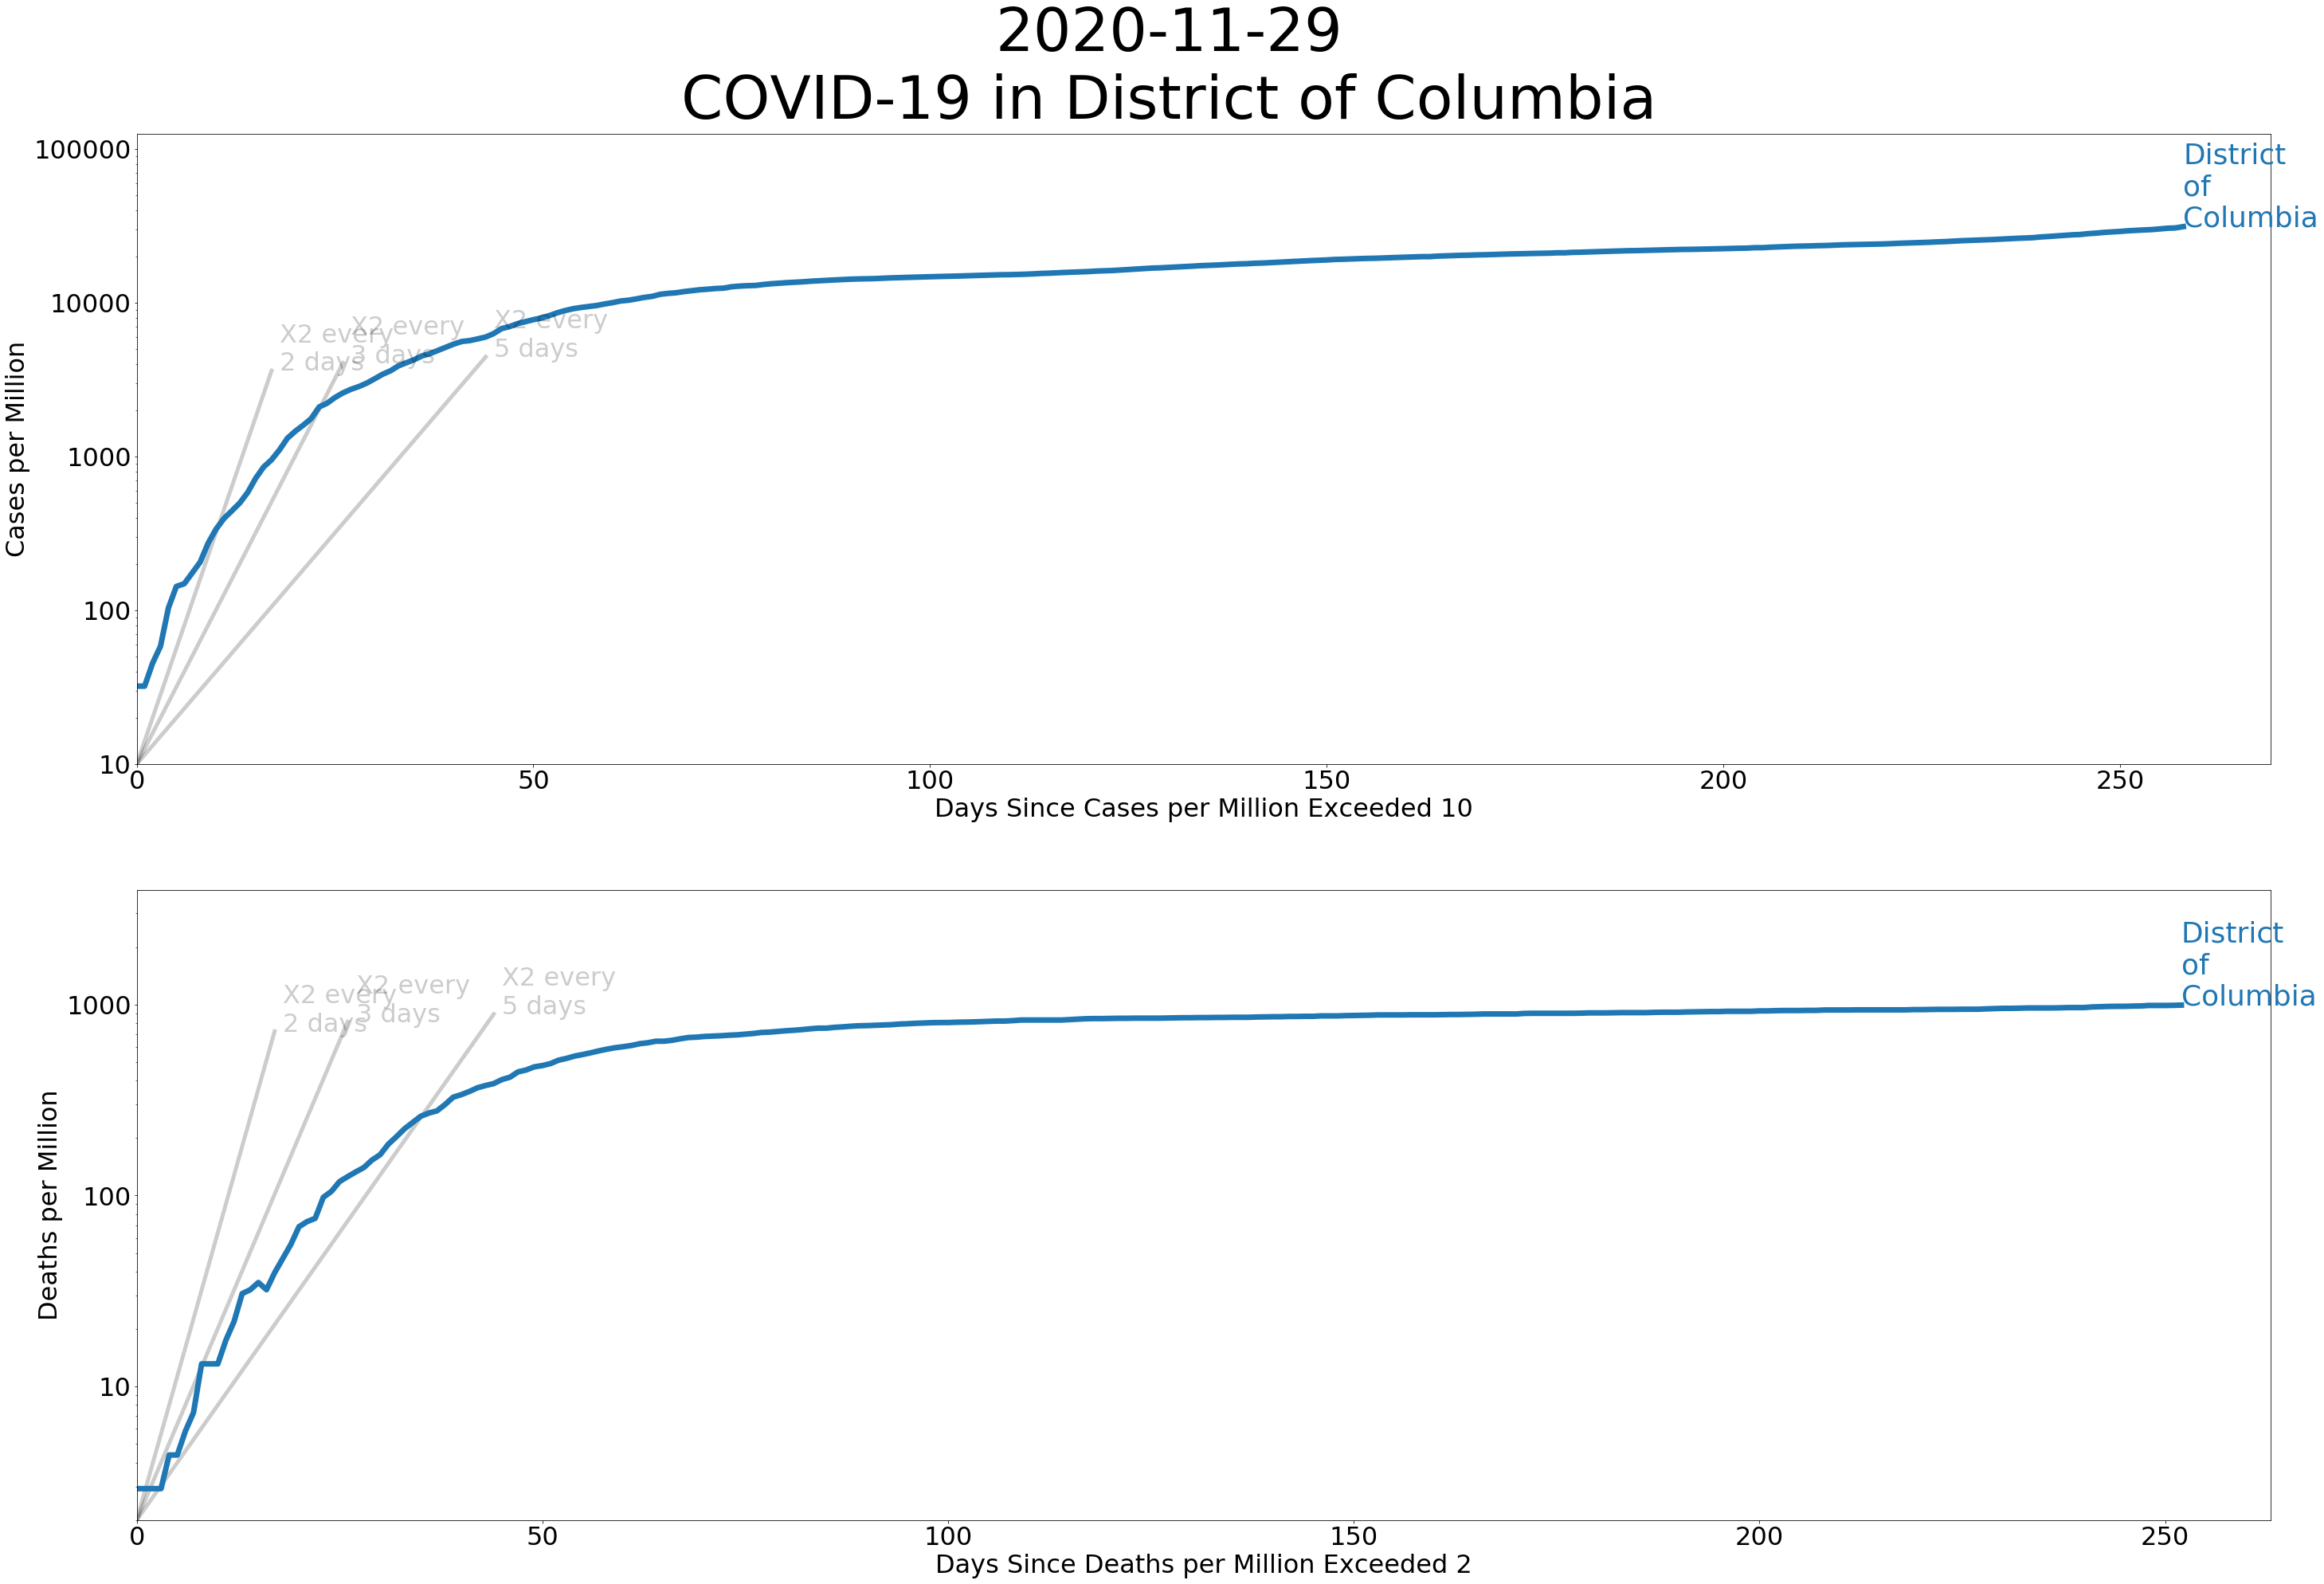 2020-11-29
COVID-19 in District of Columbia
100000
10000
1000
100
10
Cases per Million
X2 every
2 days
X2 every
3 days
X2 every
5 days
District
of
Columbia
0 50 100 150 200 250
Days Since Cases per Million Exceeded 10
1000
100
10
Deaths per Million
X2 every
2 days
X2 every
3 days
X2 every
5 days
District
of
Columbia
0 50 100 150 200 250
Days Since Deaths per Million Exceeded 2